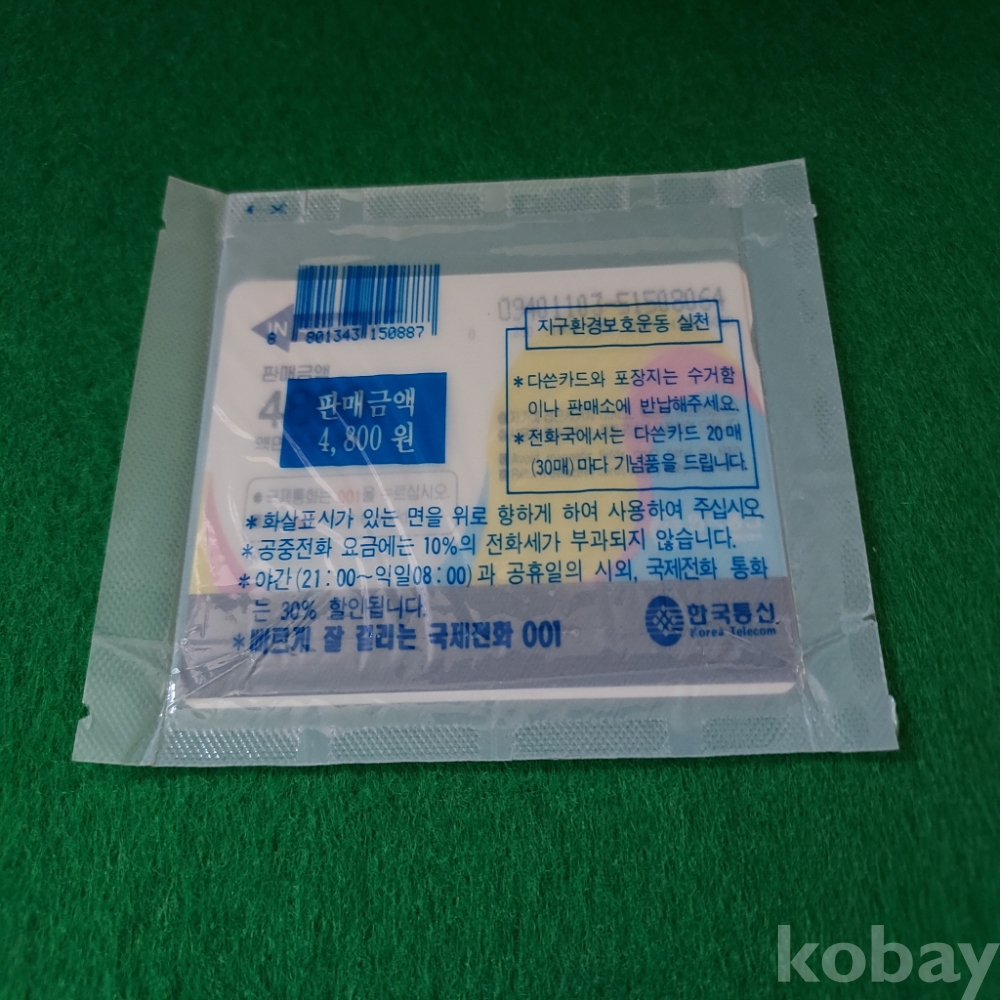 IN
8 801343 150887
판매금액
판매금액
4,800 원
지구환경보호운동 실천
*다쓴카드와 포장지는 수거함
이나 판매소에 반납해주세요.
*전화국에서는 다쓴카드 20매
(30매)마다 기념품을 드립니다.
*화살표시가 있는 면을 위로 향하게 하여 사용하여 주십시오.
*공중전화 요금에는 10%의 전화세가 부과되지 않습니다.
*야간(21:00~익일08:00)과 공휴일의 시외, 국제전화 통화
는 30% 할인됩니다.
*빠르게 잘 걸리는 국제전화 001
한국통신
Korea Telecom
kobay